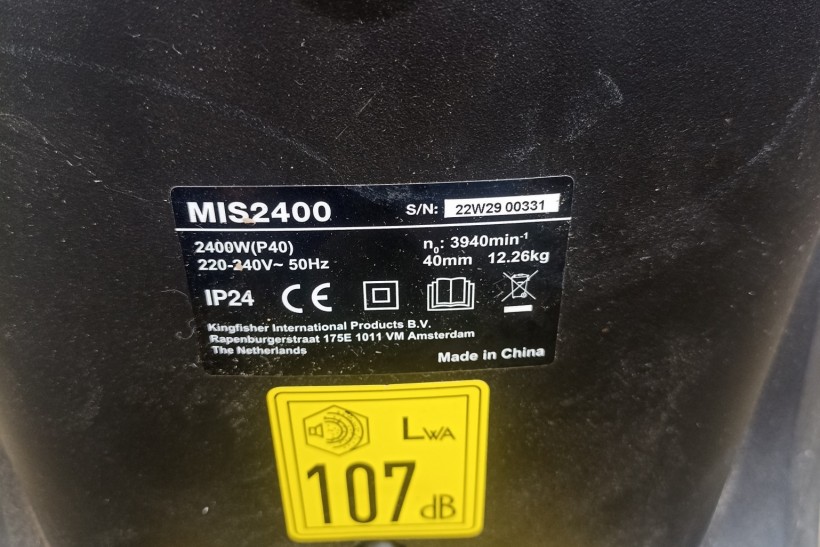 MIS2400 S/N: 22W29 00331
2400W(P40) n0: 3940min-1
220-240V~ 50Hz 40mm 12.26kg
IP24 CE
Kingfisher International Products B.V.
Rapenburgerstraat 175E 1011 VM Amsterdam
The Netherlands
Made in China
LWA
107 dB